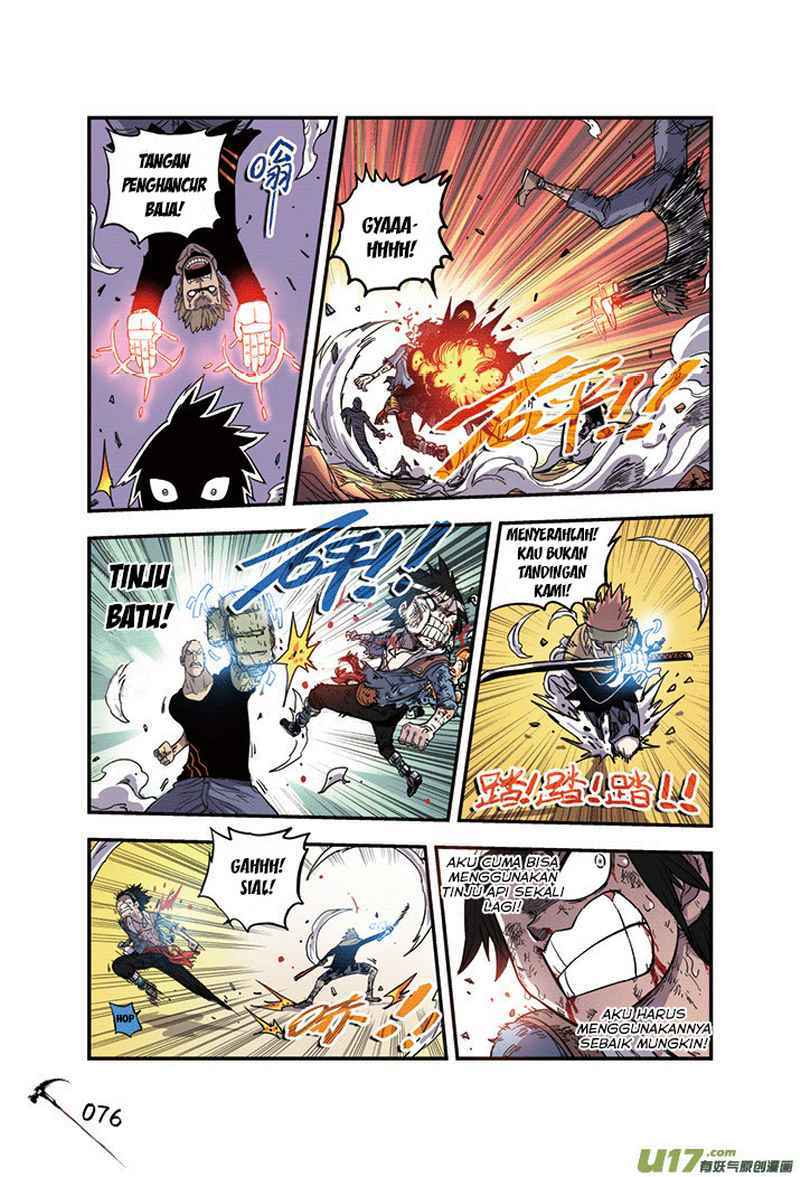 TANGAN
PENGHANCUR
BAJA!
嗡
GYAAA-
HHHH!
砰!!
TINJU
BATU!
砰!!
MENYERAHLAH!
KAU BUKAN
TANDINGAN
KAMI!
踏!踏!踏!!
GAHHH!
SIAL!
HOP
AKU CUMA BISA
MENGGUNAKAN
TINJU API SEKALI
LAGI!
AKU HARUS
MENGGUNAKANNYA
SEBAIK MUNGKIN!
076
U17.com
有妖气原创漫画